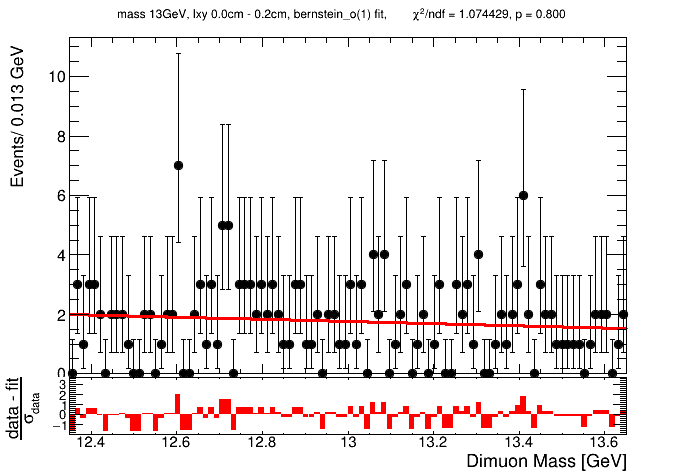 mass 13GeV, lxy 0.0cm - 0.2cm, bernstein_o(1) fit, χ²/ndf = 1.074429, p = 0.800
Events/ 0.013 GeV
10
8
6
4
2
0
data - fit
σdata
3
2
1
0
−1
12.4 12.6 12.8 13 13.2 13.4 13.6
Dimuon Mass [GeV]